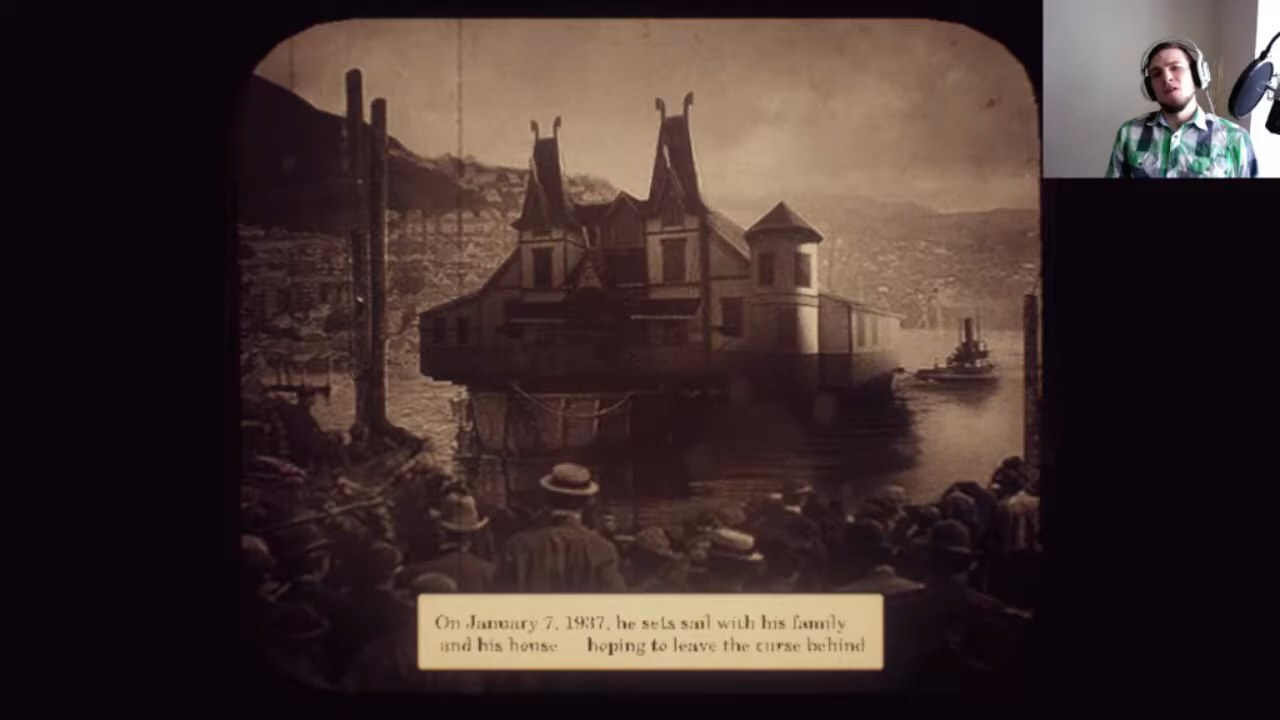 On January 7, 1937, he sets sail with his family
and his house hoping to leave the curse behind